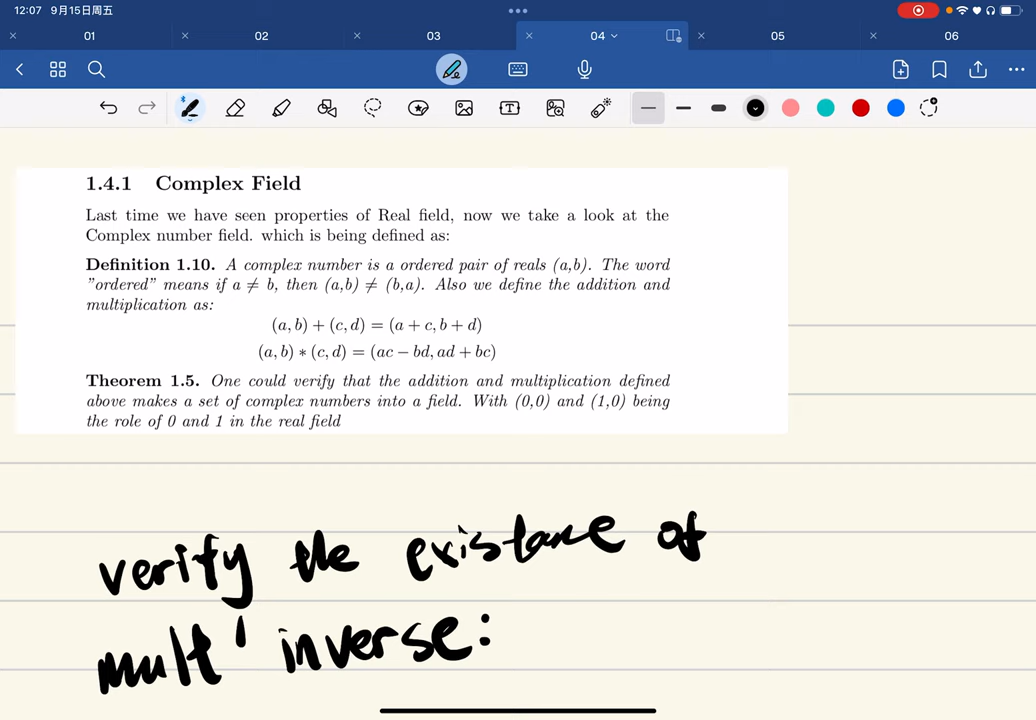 12:07 9月15日周五
01 02 03 04 05 06
1.4.1 Complex Field
Last time we have seen properties of Real field, now we take a look at the
Complex number field. which is being defined as:
Definition 1.10. A complex number is a ordered pair of reals (a,b). The word
"ordered" means if a ≠ b, then (a,b) ≠ (b,a). Also we define the addition and
multiplication as:
(a, b) + (c, d) = (a + c, b + d)
(a, b) ∗ (c, d) = (ac − bd, ad + bc)
Theorem 1.5. One could verify that the addition and multiplication defined
above makes a set of complex numbers into a field. With (0,0) and (1,0) being
the role of 0 and 1 in the real field
verify the existance of
mult' inverse: